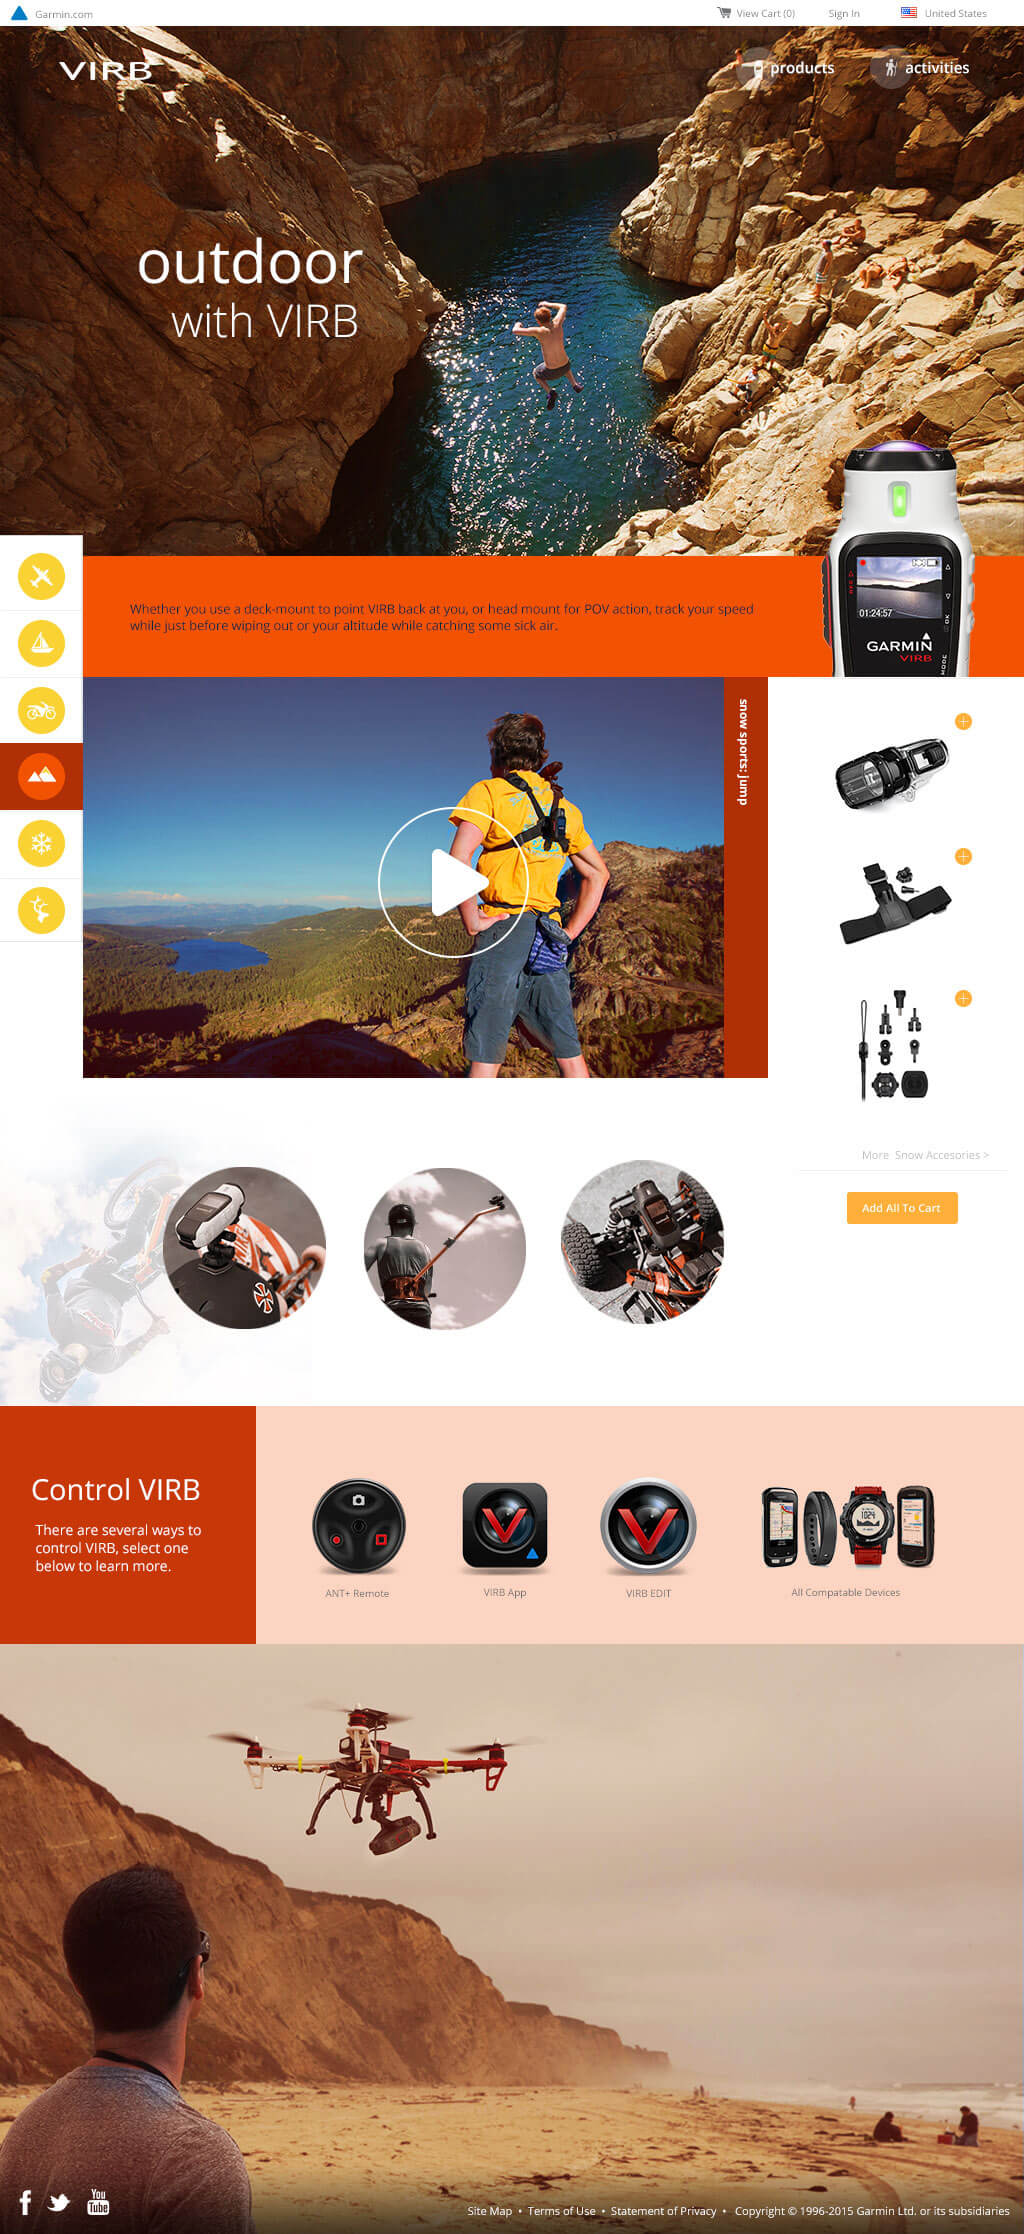 Garmin.com
View Cart (0)
Sign In
United States
VIRB
products
activities
outdoor
with VIRB
Whether you use a deck-mount to point VIRB back at you, or head mount for POV action, track your speed
while just before wiping out or your altitude while catching some sick air.
REC
01:24:57
OK
MODE
GARMIN
VIRB
snow sports: jump
More Snow Accesories >
Add All To Cart
Control VIRB
There are several ways to
control VIRB, select one
below to learn more.
ANT+ Remote
VIRB App
VIRB EDIT
1024
All Compatable Devices
You
Tube
Site Map • Terms of Use • Statement of Privacy • Copyright © 1996-2015 Garmin Ltd. or its subsidiaries